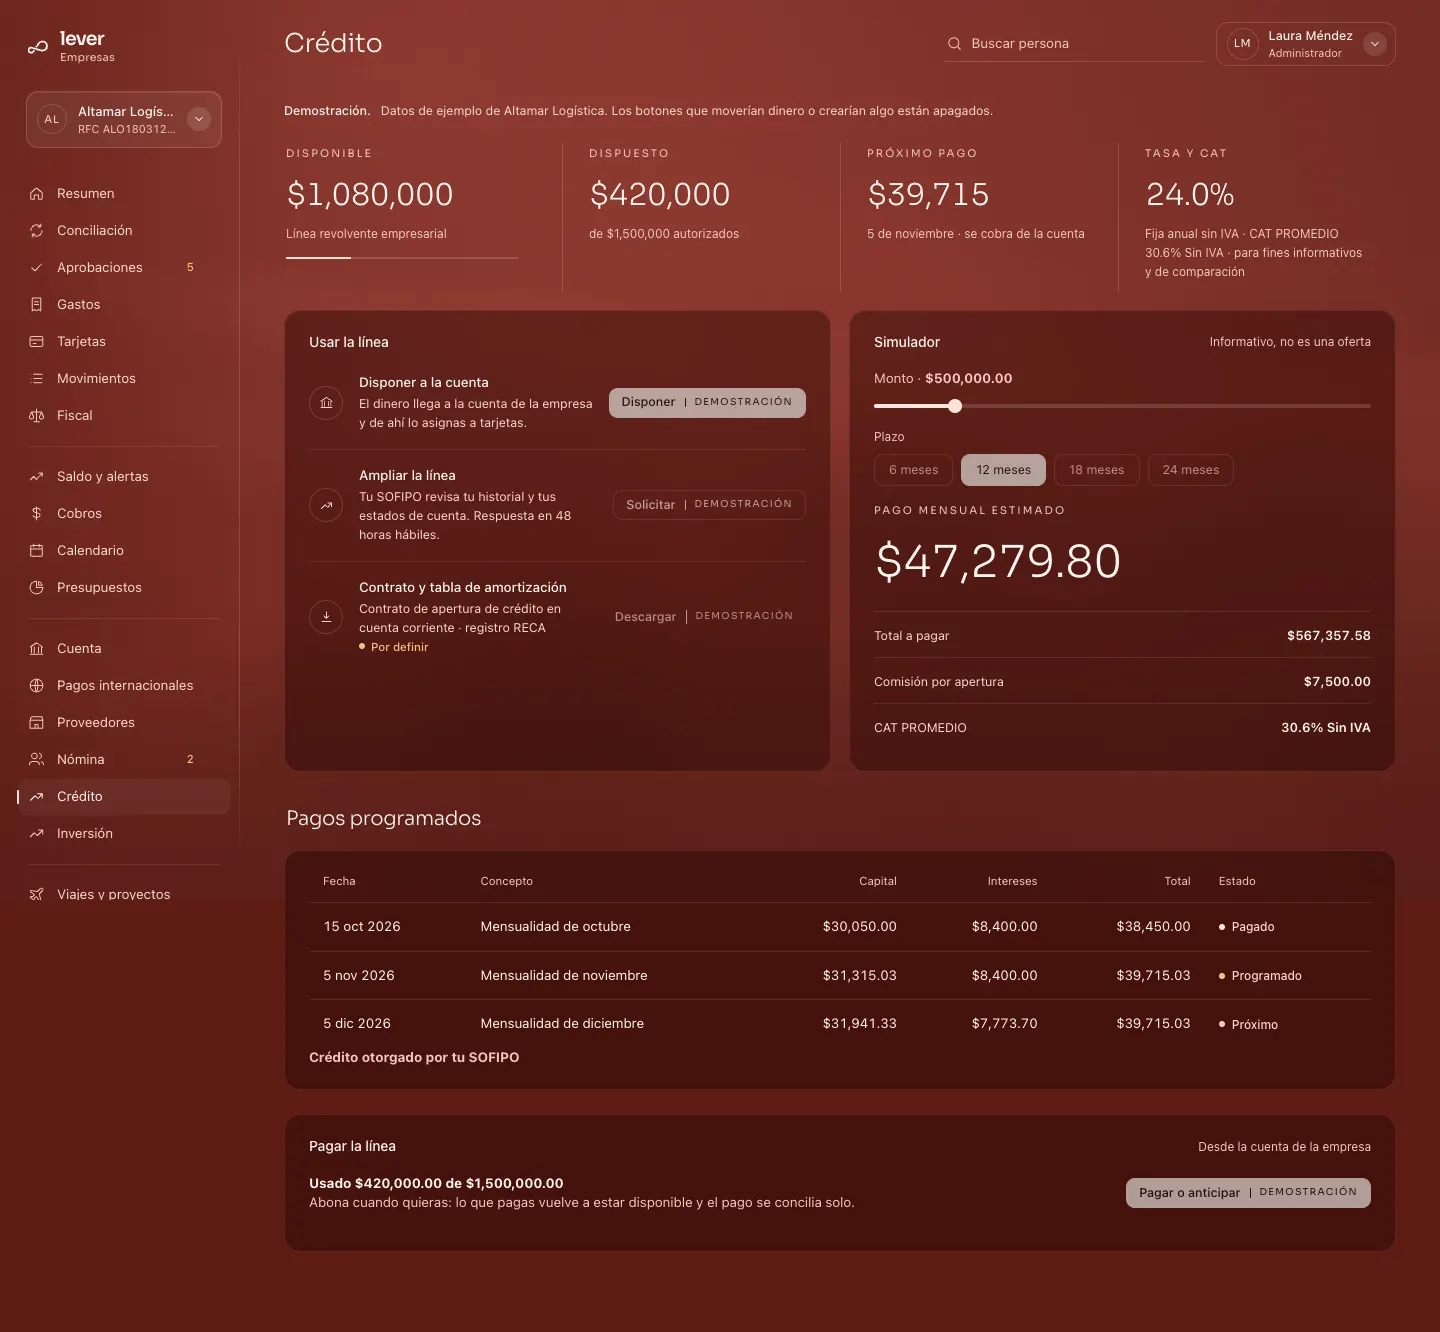 lever
Empresas
AL
Altamar Logís...
RFC ALO180312...
Resumen
Conciliación
Aprobaciones 5
Gastos
Tarjetas
Movimientos
Fiscal
Saldo y alertas
Cobros
Calendario
Presupuestos
Cuenta
Pagos internacionales
Proveedores
Nómina 2
Crédito
Inversión
Viajes y proyectos
Crédito
Buscar persona
LM
Laura Méndez
Administrador
Demostración. Datos de ejemplo de Altamar Logística. Los botones que moverían dinero o crearían algo están apagados.
DISPONIBLE
$1,080,000
Línea revolvente empresarial
DISPUESTO
$420,000
de $1,500,000 autorizados
PRÓXIMO PAGO
$39,715
5 de noviembre · se cobra de la cuenta
TASA Y CAT
24.0%
Fija anual sin IVA · CAT PROMEDIO
30.6% Sin IVA · para fines informativos
y de comparación
Usar la línea
Disponer a la cuenta
El dinero llega a la cuenta de la empresa
y de ahí lo asignas a tarjetas.
Disponer | DEMOSTRACIÓN
Ampliar la línea
Tu SOFIPO revisa tu historial y tus
estados de cuenta. Respuesta en 48
horas hábiles.
Solicitar | DEMOSTRACIÓN
Contrato y tabla de amortización
Contrato de apertura de crédito en
cuenta corriente · registro RECA
Por definir
Descargar | DEMOSTRACIÓN
Simulador
Informativo, no es una oferta
Monto · $500,000.00
Plazo
6 meses 12 meses 18 meses 24 meses
PAGO MENSUAL ESTIMADO
$47,279.80
Total a pagar $567,357.58
Comisión por apertura $7,500.00
CAT PROMEDIO 30.6% Sin IVA
Pagos programados
Fecha Concepto Capital Intereses Total Estado
15 oct 2026 Mensualidad de octubre $30,050.00 $8,400.00 $38,450.00 Pagado
5 nov 2026 Mensualidad de noviembre $31,315.03 $8,400.00 $39,715.03 Programado
5 dic 2026 Mensualidad de diciembre $31,941.33 $7,773.70 $39,715.03 Próximo
Crédito otorgado por tu SOFIPO
Pagar la línea
Desde la cuenta de la empresa
Usado $420,000.00 de $1,500,000.00
Abona cuando quieras: lo que pagas vuelve a estar disponible y el pago se concilia solo.
Pagar o anticipar | DEMOSTRACIÓN